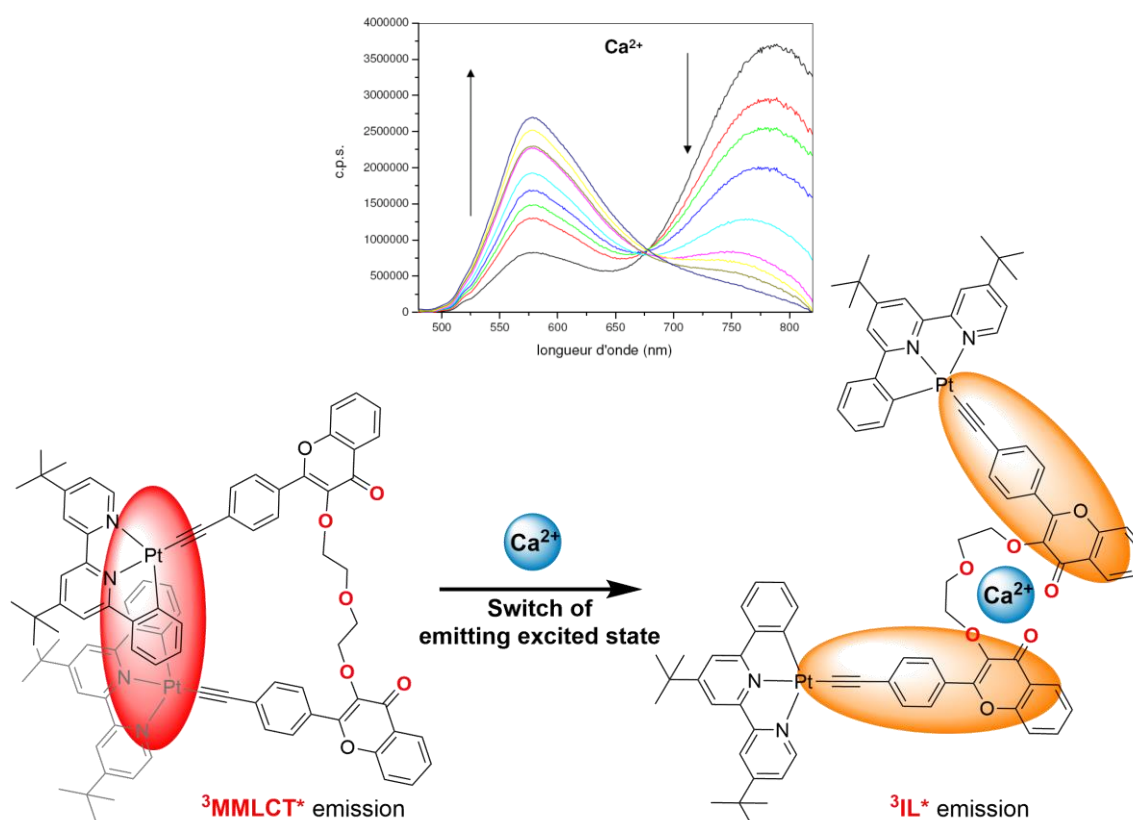 4000000
3500000
3000000
2500000
2000000
1500000
1000000
500000
0
c.p.s.
Ca²⁺
500 550 600 650 700 750 800
longueur d'onde (nm)
N
N
Pt
O
O
O
O
O
O
O
Pt
N
N
Ca²⁺
Switch of
emitting excited state
N
N
Pt
O
O
O
O
Ca²⁺
O
O
O
Pt
N
N
³MMLCT* emission
³IL* emission